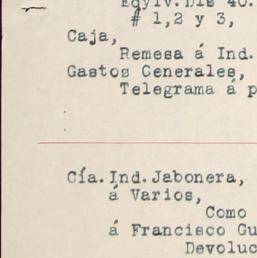 Equiv. Dls 40.
# 1,2 y 3,
Caja,
Remesa á Ind.
Gastos Generales,
Telegrama á p
Cía. Ind. Jabonera,
á Varios,
Como
á Francisco Gu
Devoluc